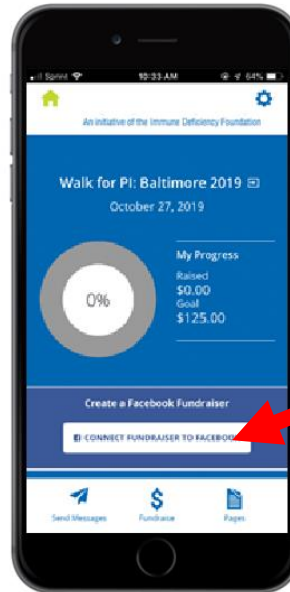 Sprint 10:33 AM 64%
An initiative of the Immune Deficiency Foundation
Walk for PI: Baltimore 2019
October 27, 2019
0%
My Progress
Raised
$0.00
Goal
$125.00
Create a Facebook Fundraiser
CONNECT FUNDRAISER TO FACEBOO
Send Messages Fundraise Pages